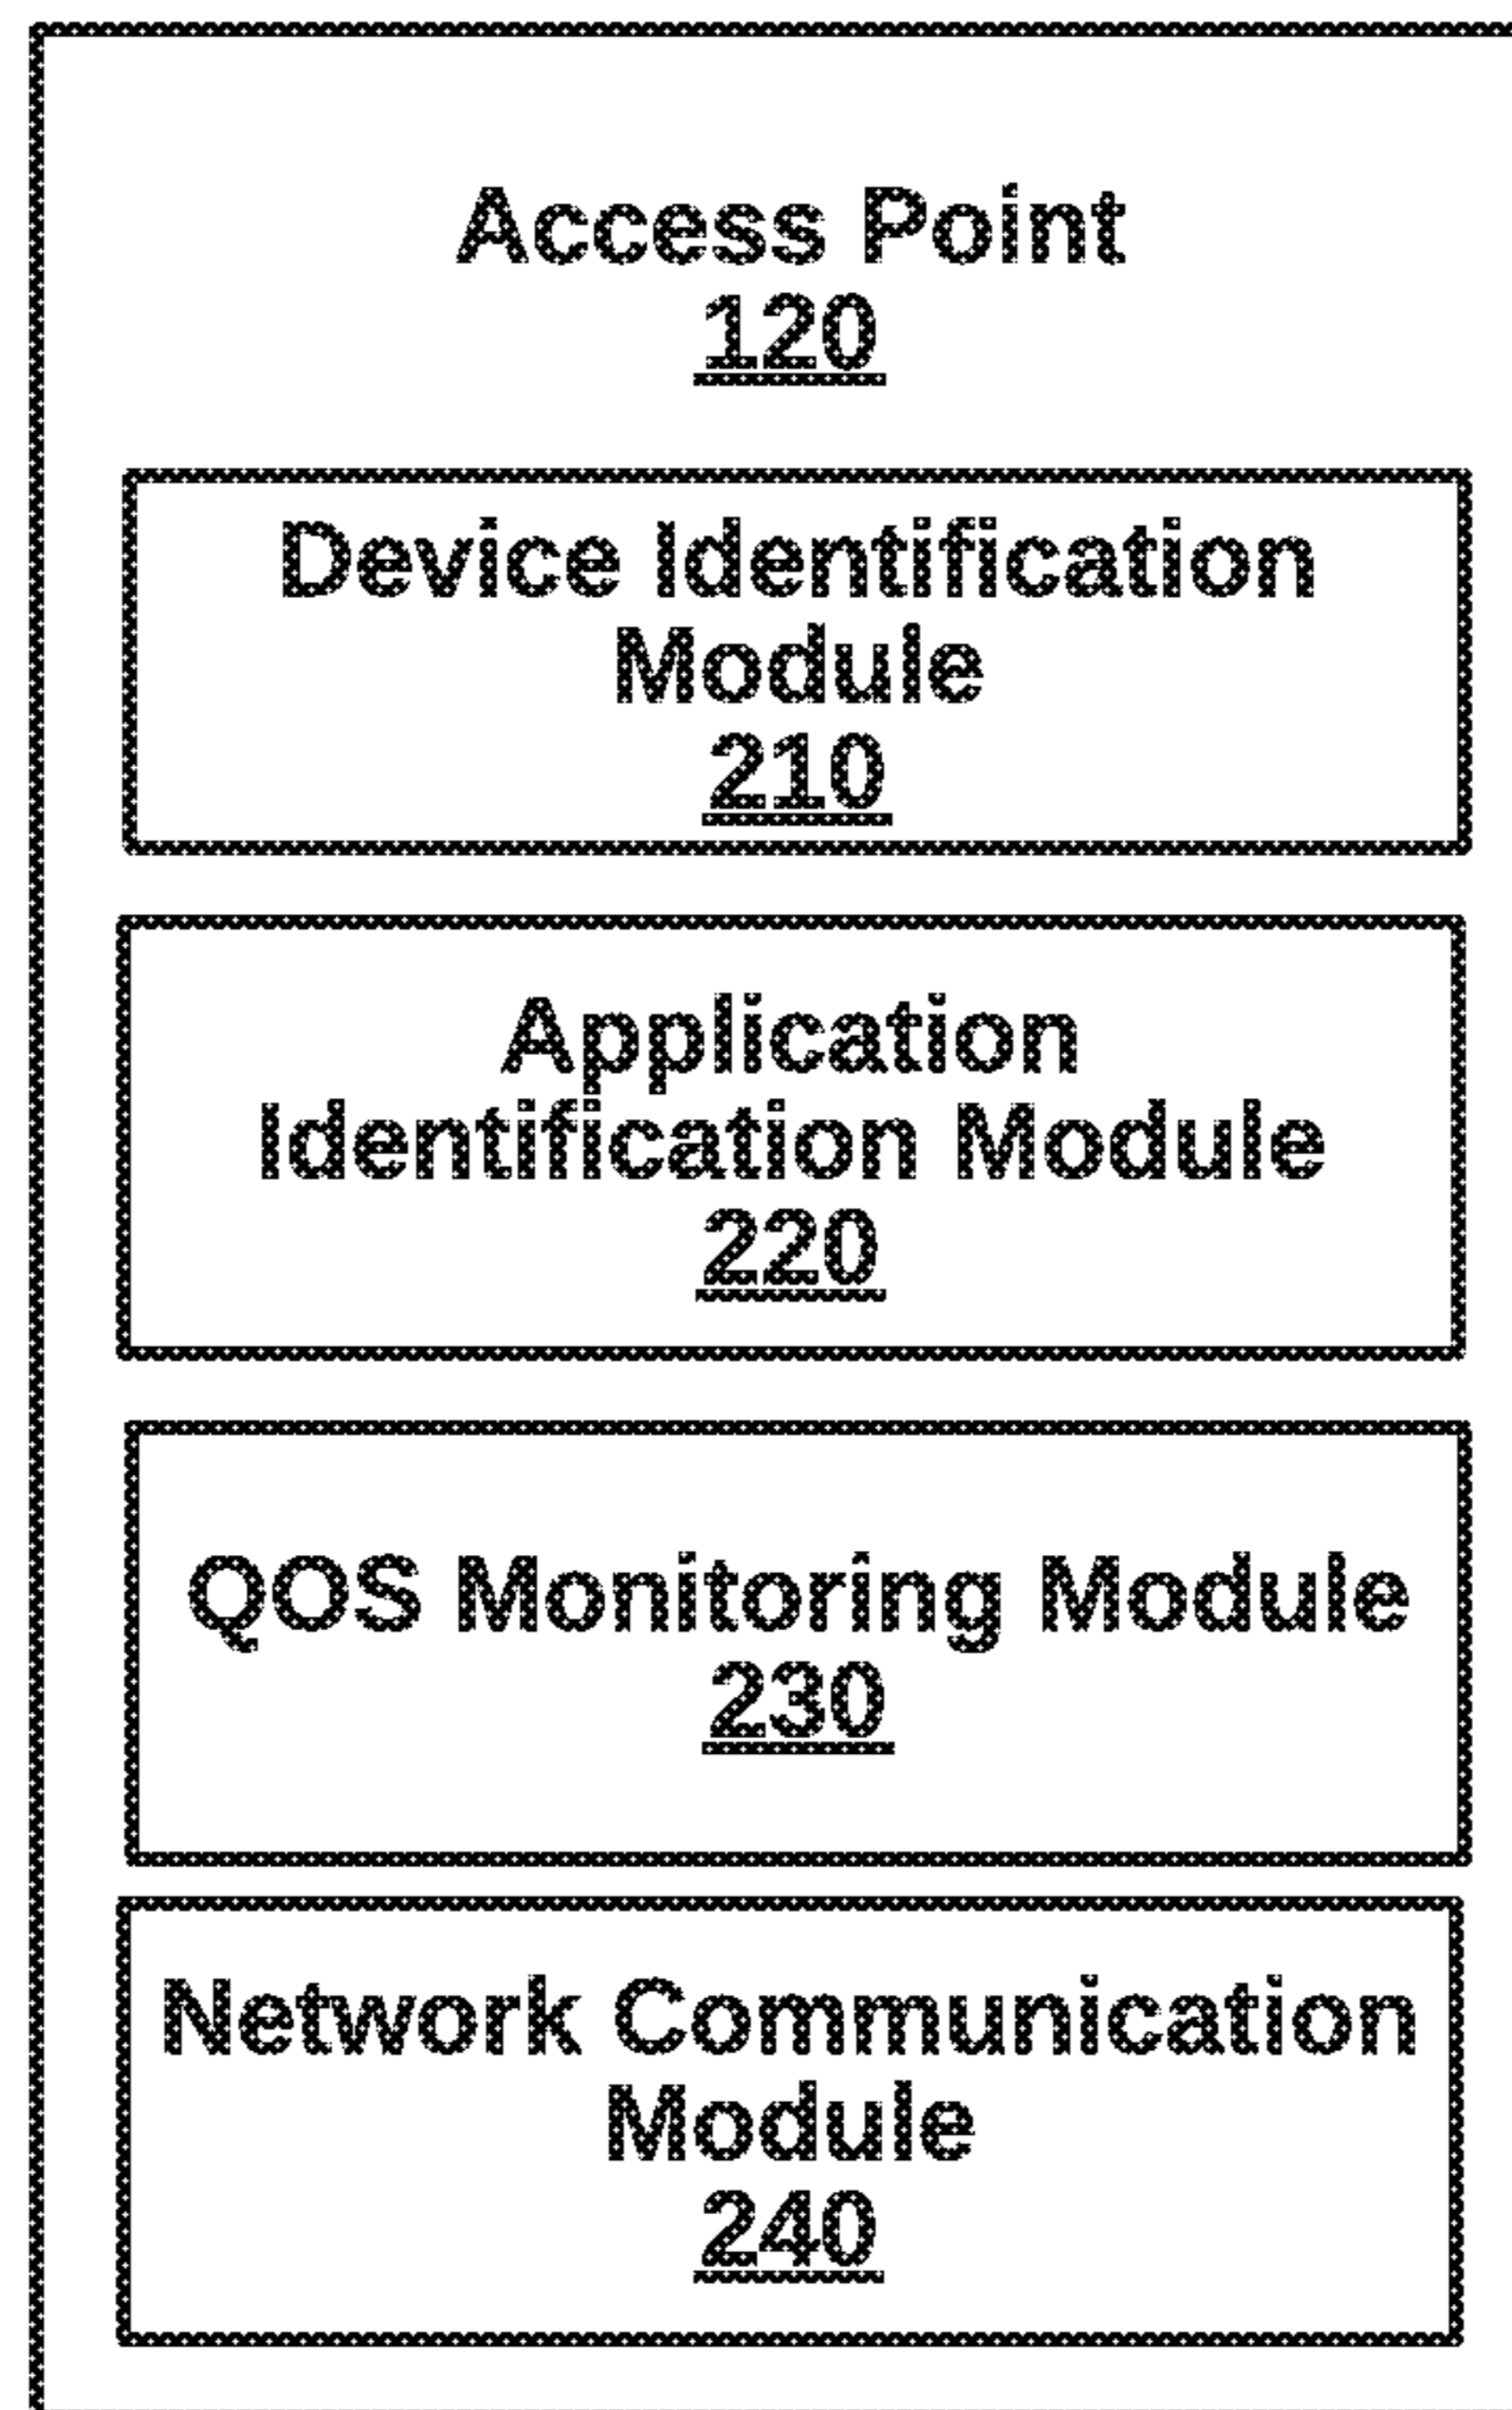 Access Point
120
Device Identification
Module
210
Application
Identification Module
220
QOS Monitoring Module
230
Network Communication
Module
240